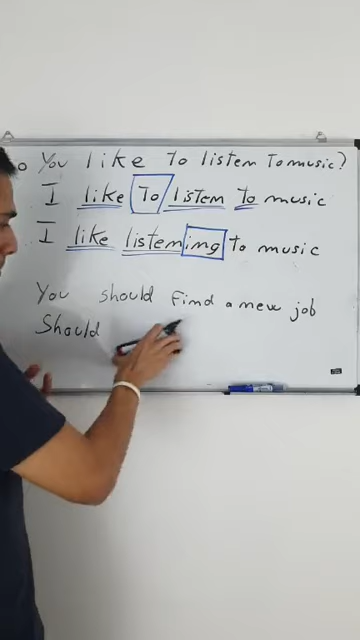 o You like To listen To music?
I like To listen to music
I like listening to music
You should Find a new job
Should